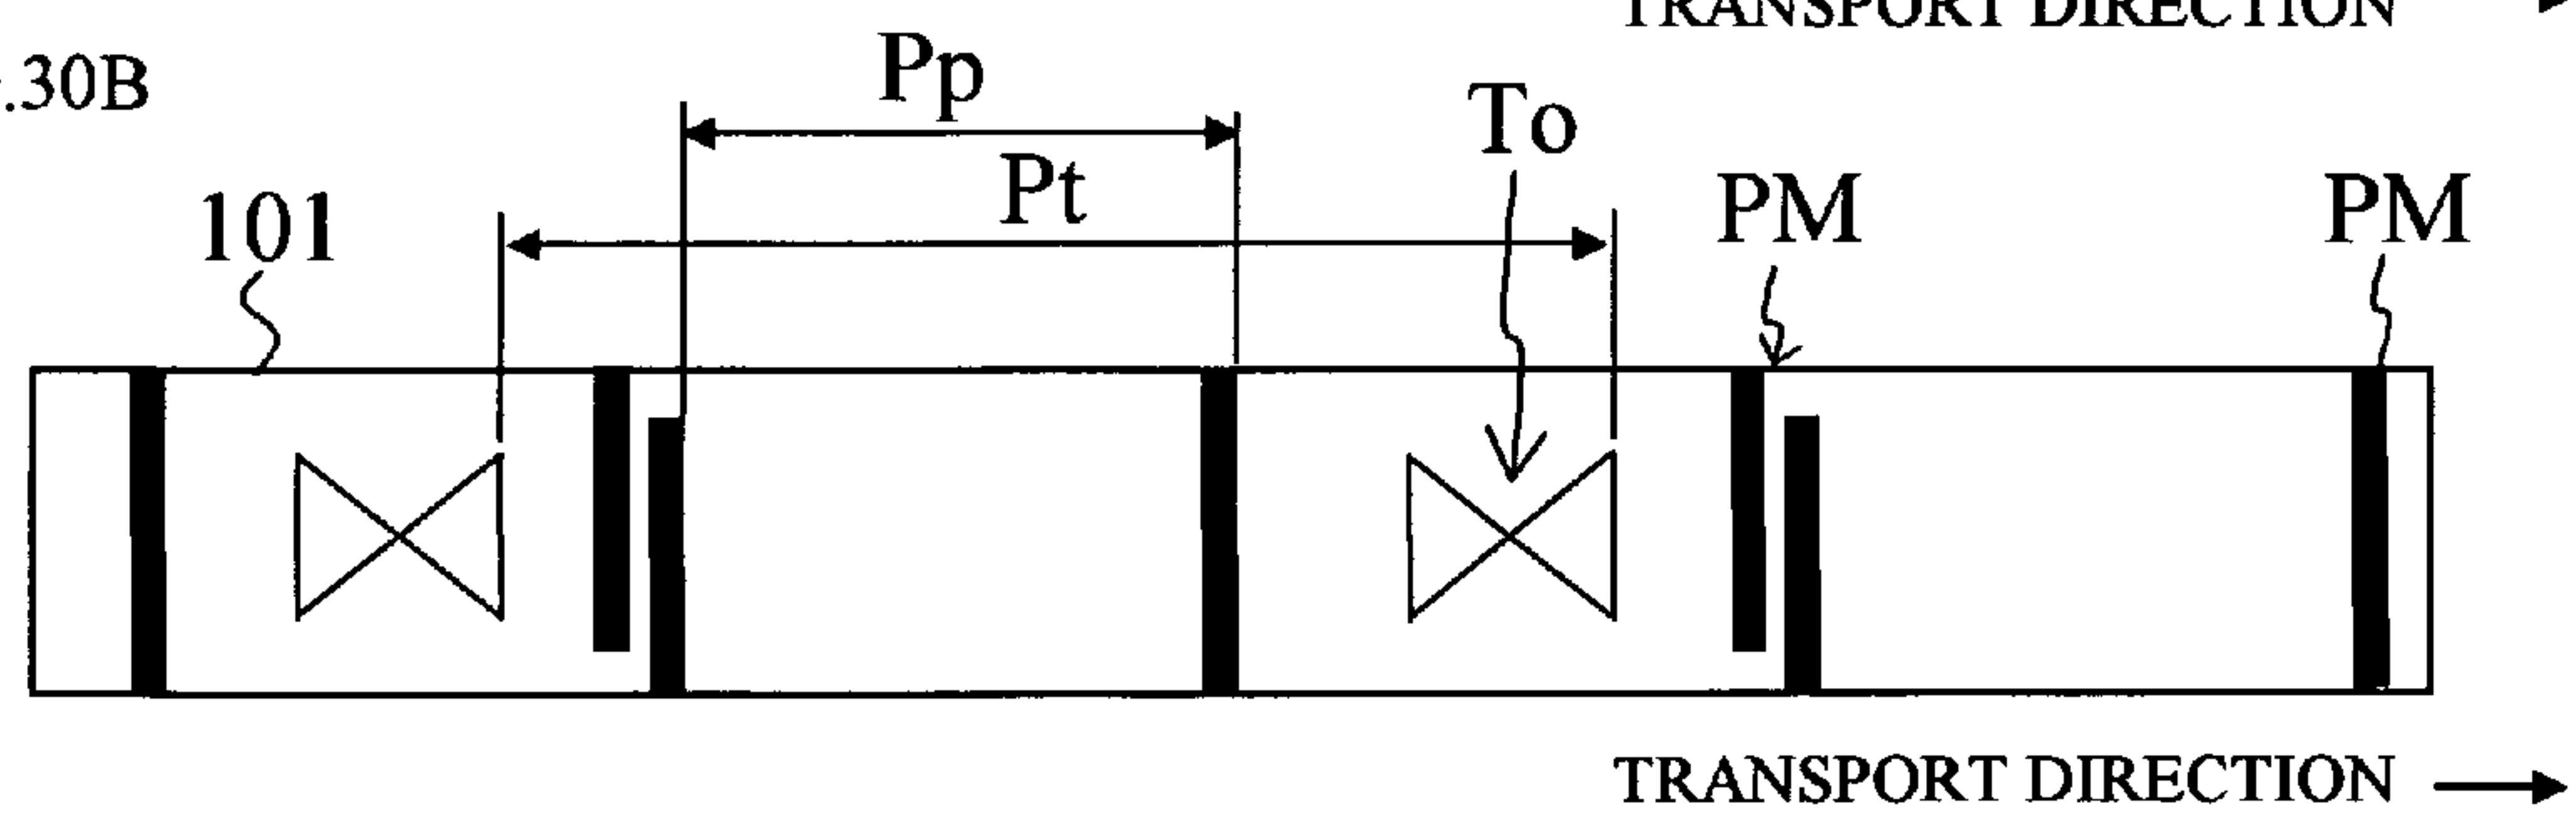 TRANSPORT DIRECTION
.30B
Pp
To
Pt
PM
PM
101
TRANSPORT DIRECTION